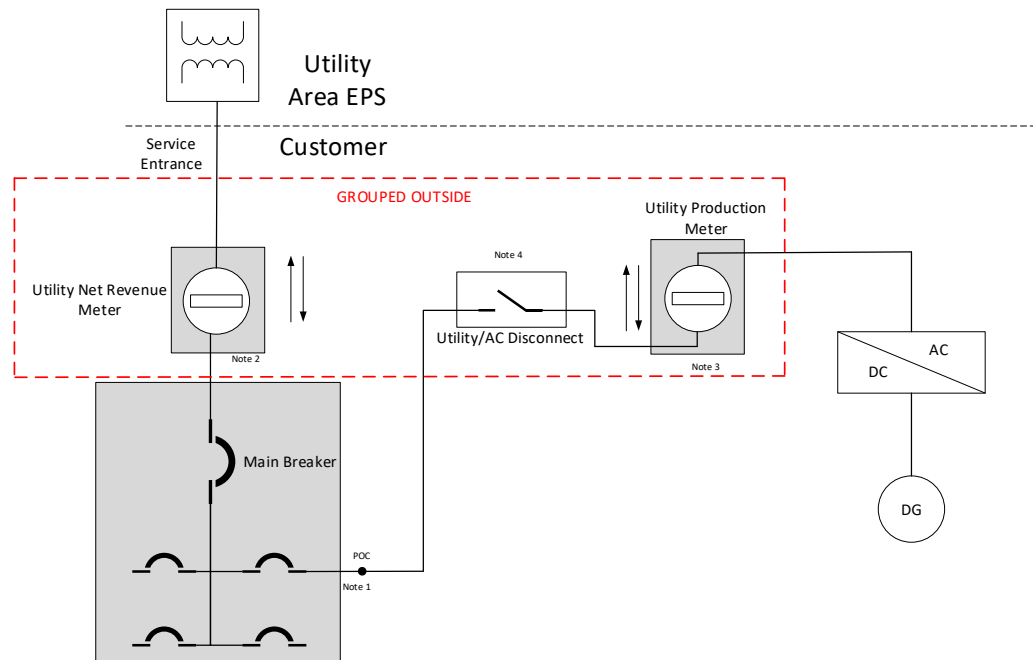 Utility
Area EPS
Service
Entrance
Customer
GROUPED OUTSIDE
Utility Production
Meter
Note 4
Utility Net Revenue
Meter
Utility/AC Disconnect
Note 2
Note 3
AC
DC
Main Breaker
DG
POC
Note 1